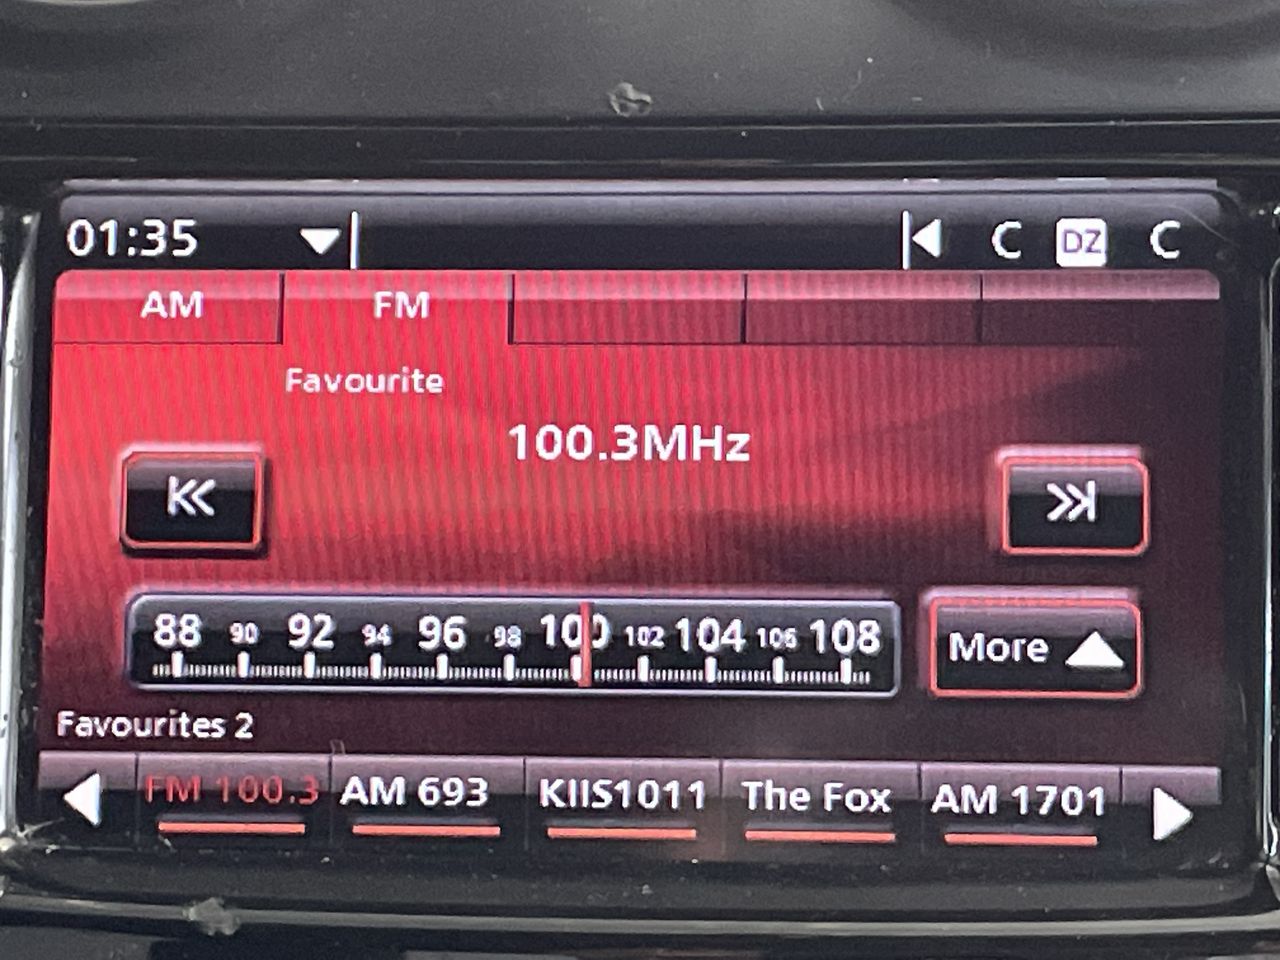 01:35 C DZ C
AM FM
Favourite
100.3MHz
88 90 92 94 96 98 100 102 104 106 108
More
Favourites 2
FM 100.3 AM 693 KIIS1011 The Fox AM 1701